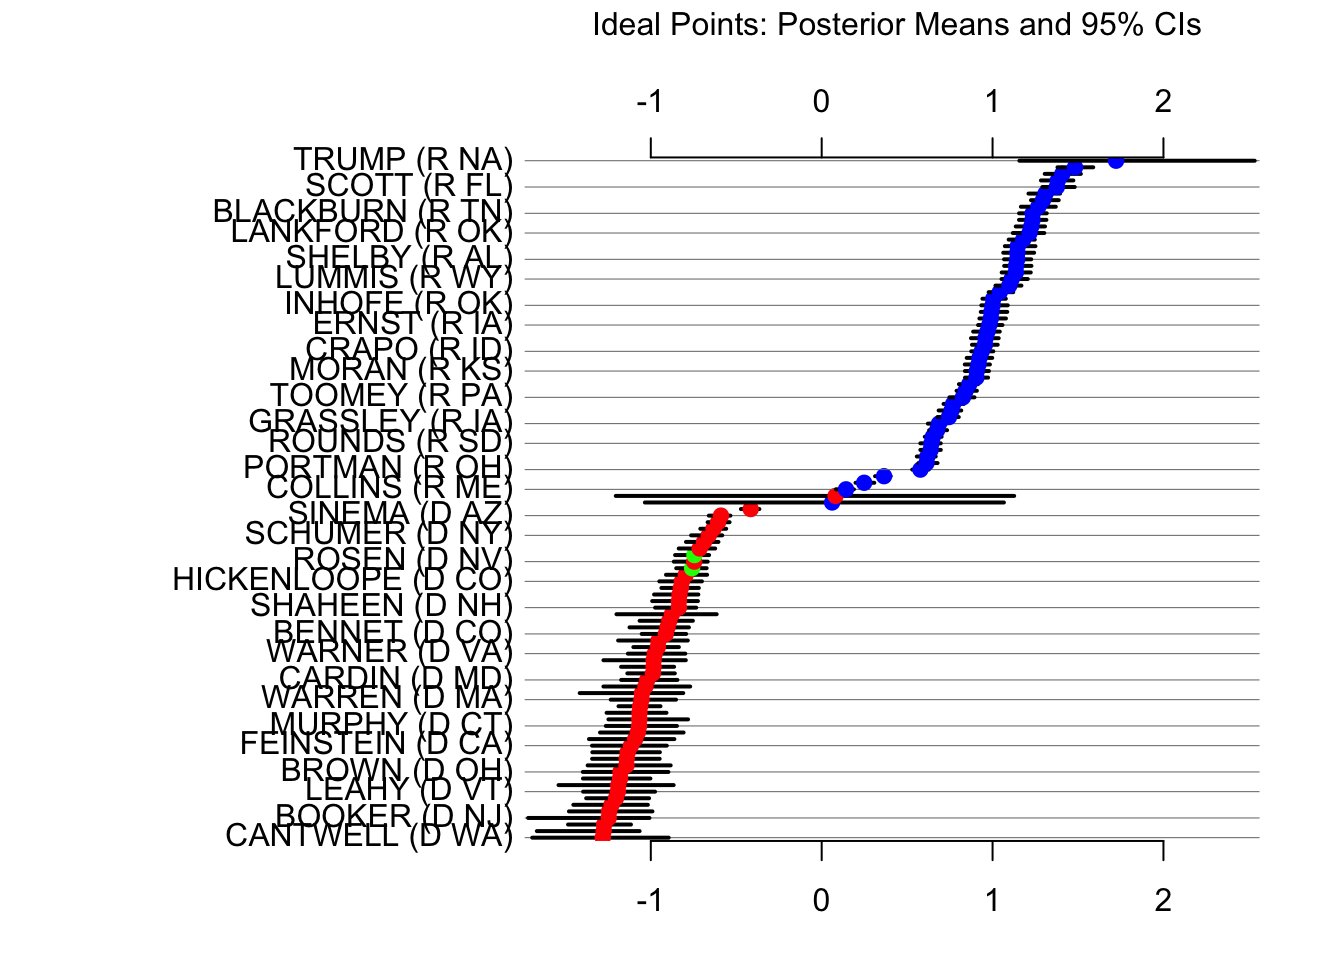 Ideal Points: Posterior Means and 95% CIs
-1 0 1 2
TRUMP (R NA)
SCOTT (R FL)
BLACKBURN (R TN)
LANKFORD (R OK)
SHELBY (R AL)
LUMMIS (R WY)
INHOFE (R OK)
ERNST (R IA)
CRAPO (R ID)
MORAN (R KS)
TOOMEY (R PA)
GRASSLEY (R IA)
ROUNDS (R SD)
PORTMAN (R OH)
COLLINS (R ME)
SINEMA (D AZ)
SCHUMER (D NY)
ROSEN (D NV)
HICKENLOOPE (D CO)
SHAHEEN (D NH)
BENNET (D CO)
WARNER (D VA)
CARDIN (D MD)
WARREN (D MA)
MURPHY (D CT)
FEINSTEIN (D CA)
BROWN (D OH)
LEAHY (D VT)
BOOKER (D NJ)
CANTWELL (D WA)
-1 0 1 2